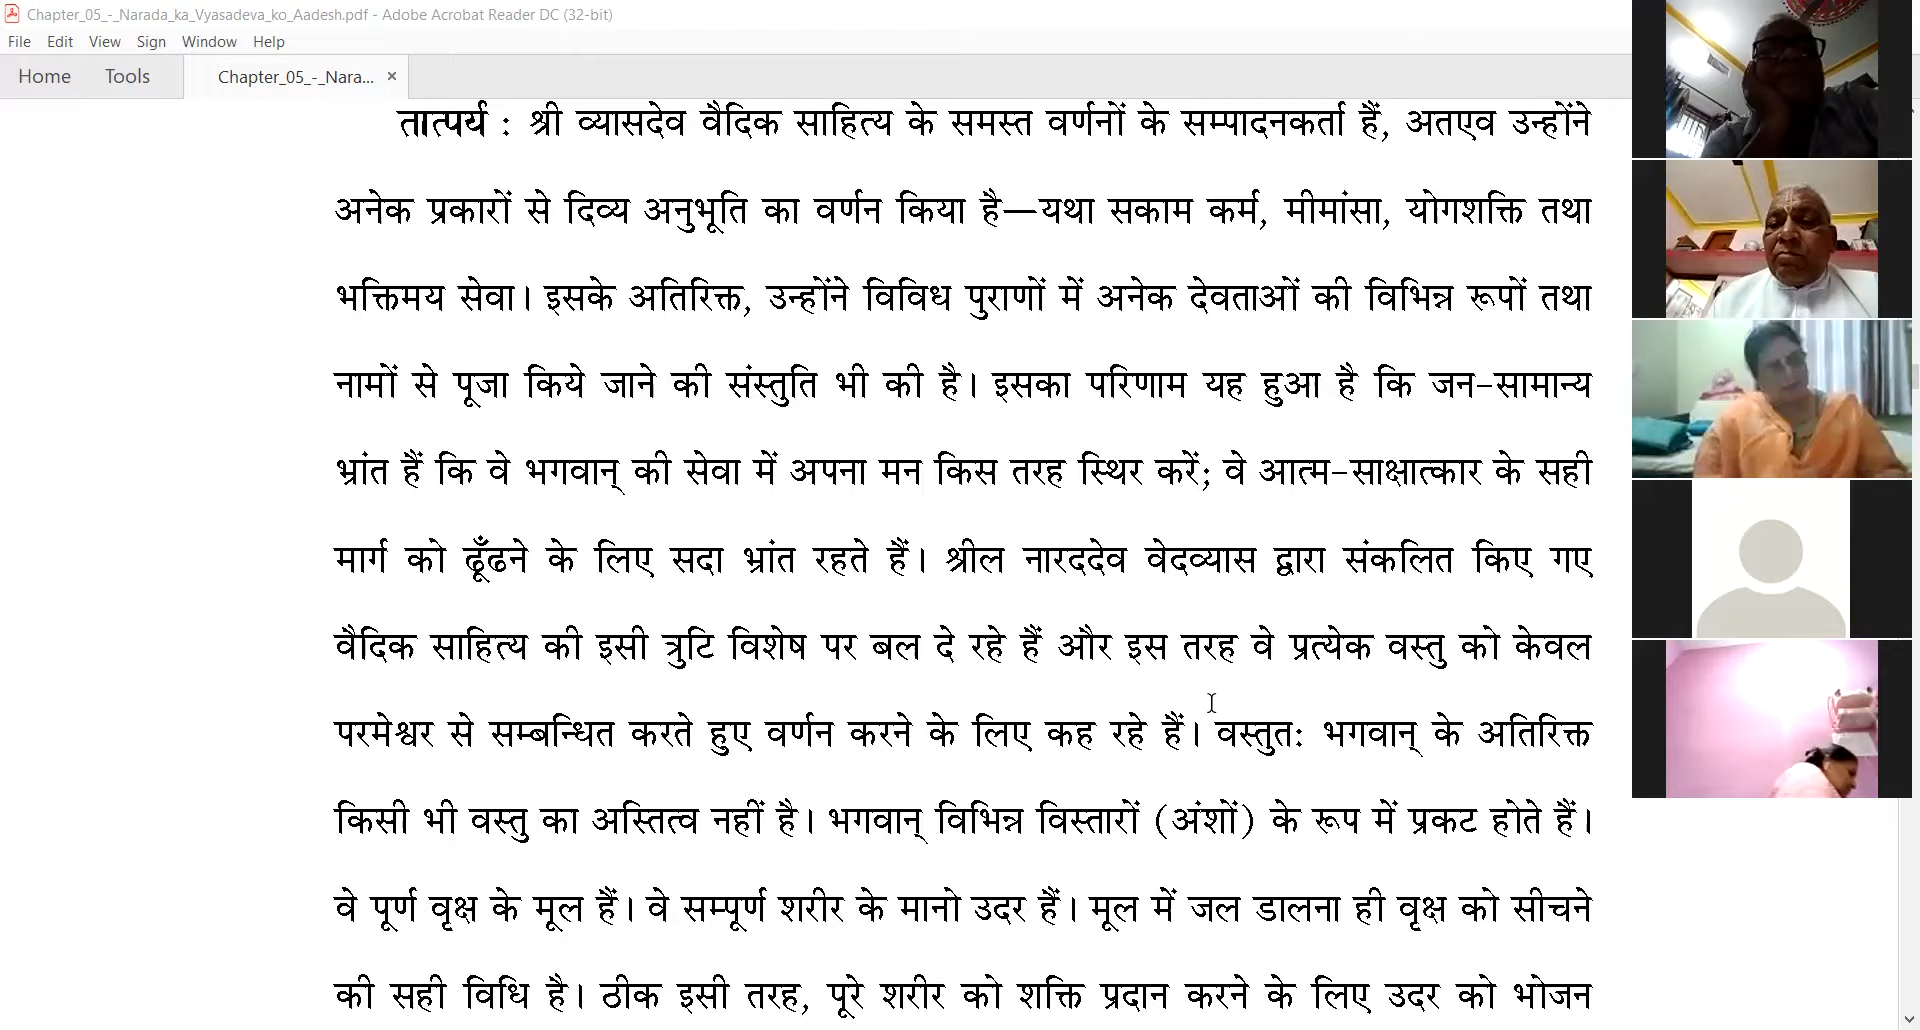 Chapter_05_-_Narada_ka_Vyasadeva_ko_Aadesh.pdf - Adobe Acrobat Reader DC (32-bit)
File Edit View Sign Window Help
Home Tools Chapter_05_-_Nara... ×
तात्पर्य : श्री व्यासदेव वैदिक साहित्य के समस्त वर्णनों के सम्पादनकर्ता हैं, अतएव उन्होंने
अनेक प्रकारों से दिव्य अनुभूति का वर्णन किया है—यथा सकाम कर्म, मीमांसा, योगशक्ति तथा
भक्तिमय सेवा। इसके अतिरिक्त, उन्होंने विविध पुराणों में अनेक देवताओं की विभिन्न रूपों तथा
नामों से पूजा किये जाने की संस्तुति भी की है। इसका परिणाम यह हुआ है कि जन-सामान्य
भ्रांत हैं कि वे भगवान् की सेवा में अपना मन किस तरह स्थिर करें; वे आत्म-साक्षात्कार के सही
मार्ग को ढूँढने के लिए सदा भ्रांत रहते हैं। श्रील नारददेव वेदव्यास द्वारा संकलित किए गए
वैदिक साहित्य की इसी त्रुटि विशेष पर बल दे रहे हैं और इस तरह वे प्रत्येक वस्तु को केवल
परमेश्वर से सम्बन्धित करते हुए वर्णन करने के लिए कह रहे हैं। वस्तुतः भगवान् के अतिरिक्त
किसी भी वस्तु का अस्तित्व नहीं है। भगवान् विभिन्न विस्तारों (अंशों) के रूप में प्रकट होते हैं।
वे पूर्ण वृक्ष के मूल हैं। वे सम्पूर्ण शरीर के मानो उदर हैं। मूल में जल डालना ही वृक्ष को सीचने
की सही विधि है। ठीक इसी तरह, पूरे शरीर को शक्ति प्रदान करने के लिए उदर को भोजन